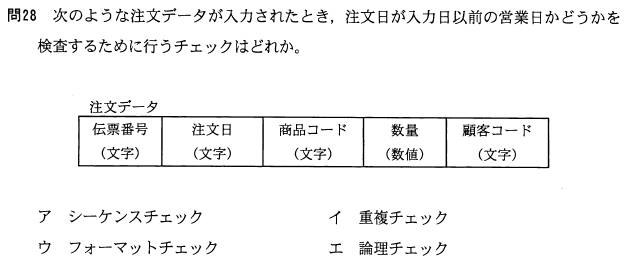 問28 次のような注文データが入力されたとき，注文日が入力日以前の営業日かどうかを
検査するために行うチェックはどれか。
注文データ
伝票番号 注文日 商品コード 数量 顧客コード
（文字） （文字） （文字） （数値） （文字）
ア シーケンスチェック イ 重複チェック
ウ フォーマットチェック エ 論理チェック